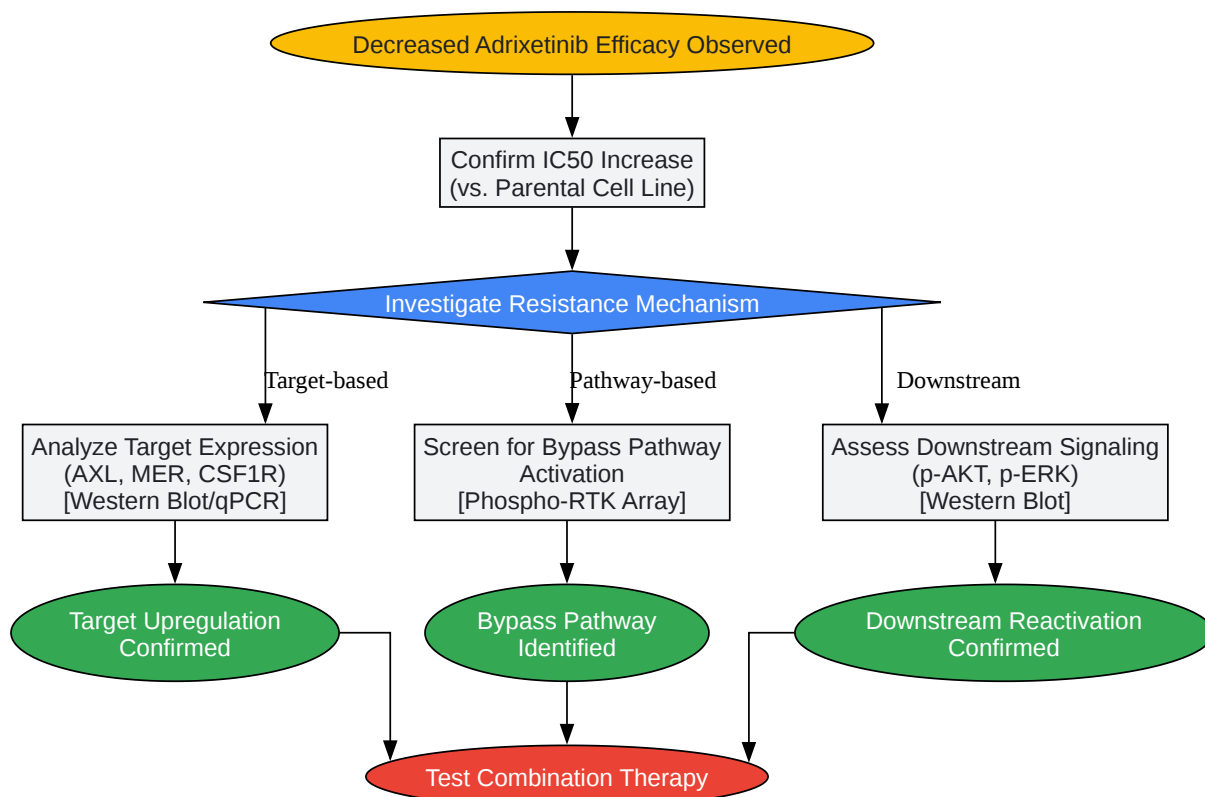 Decreased Adrixetinib Efficacy Observed
Confirm IC50 Increase
(vs. Parental Cell Line)
Investigate Resistance Mechanism
Target-based
Pathway-based
Downstream
Analyze Target Expression
(AXL, MER, CSF1R)
[Western Blot/qPCR]
Screen for Bypass Pathway
Activation
[Phospho-RTK Array]
Assess Downstream Signaling
(p-AKT, p-ERK)
[Western Blot]
Target Upregulation
Confirmed
Bypass Pathway
Identified
Downstream Reactivation
Confirmed
Test Combination Therapy